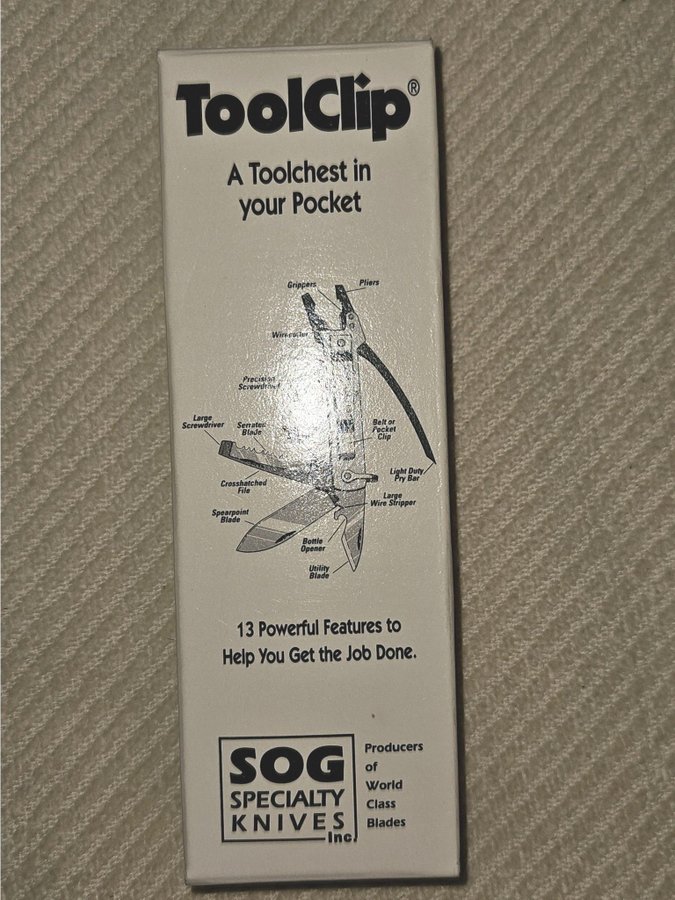 ToolClip®
A Toolchest in
your Pocket
Grippers
Pliers
Wirecutter
Precision
Screwdriver
Large
Screwdriver
Serrated
Blade
Belt or
Pocket
Clip
Crosshatched
File
Light Duty
Pry Bar
Large
Wire Stripper
Spearpoint
Blade
Bottle
Opener
Utility
Blade
13 Powerful Features to
Help You Get the Job Done.
SOG
SPECIALTY
KNIVES
Inc.
Producers
of
World
Class
Blades